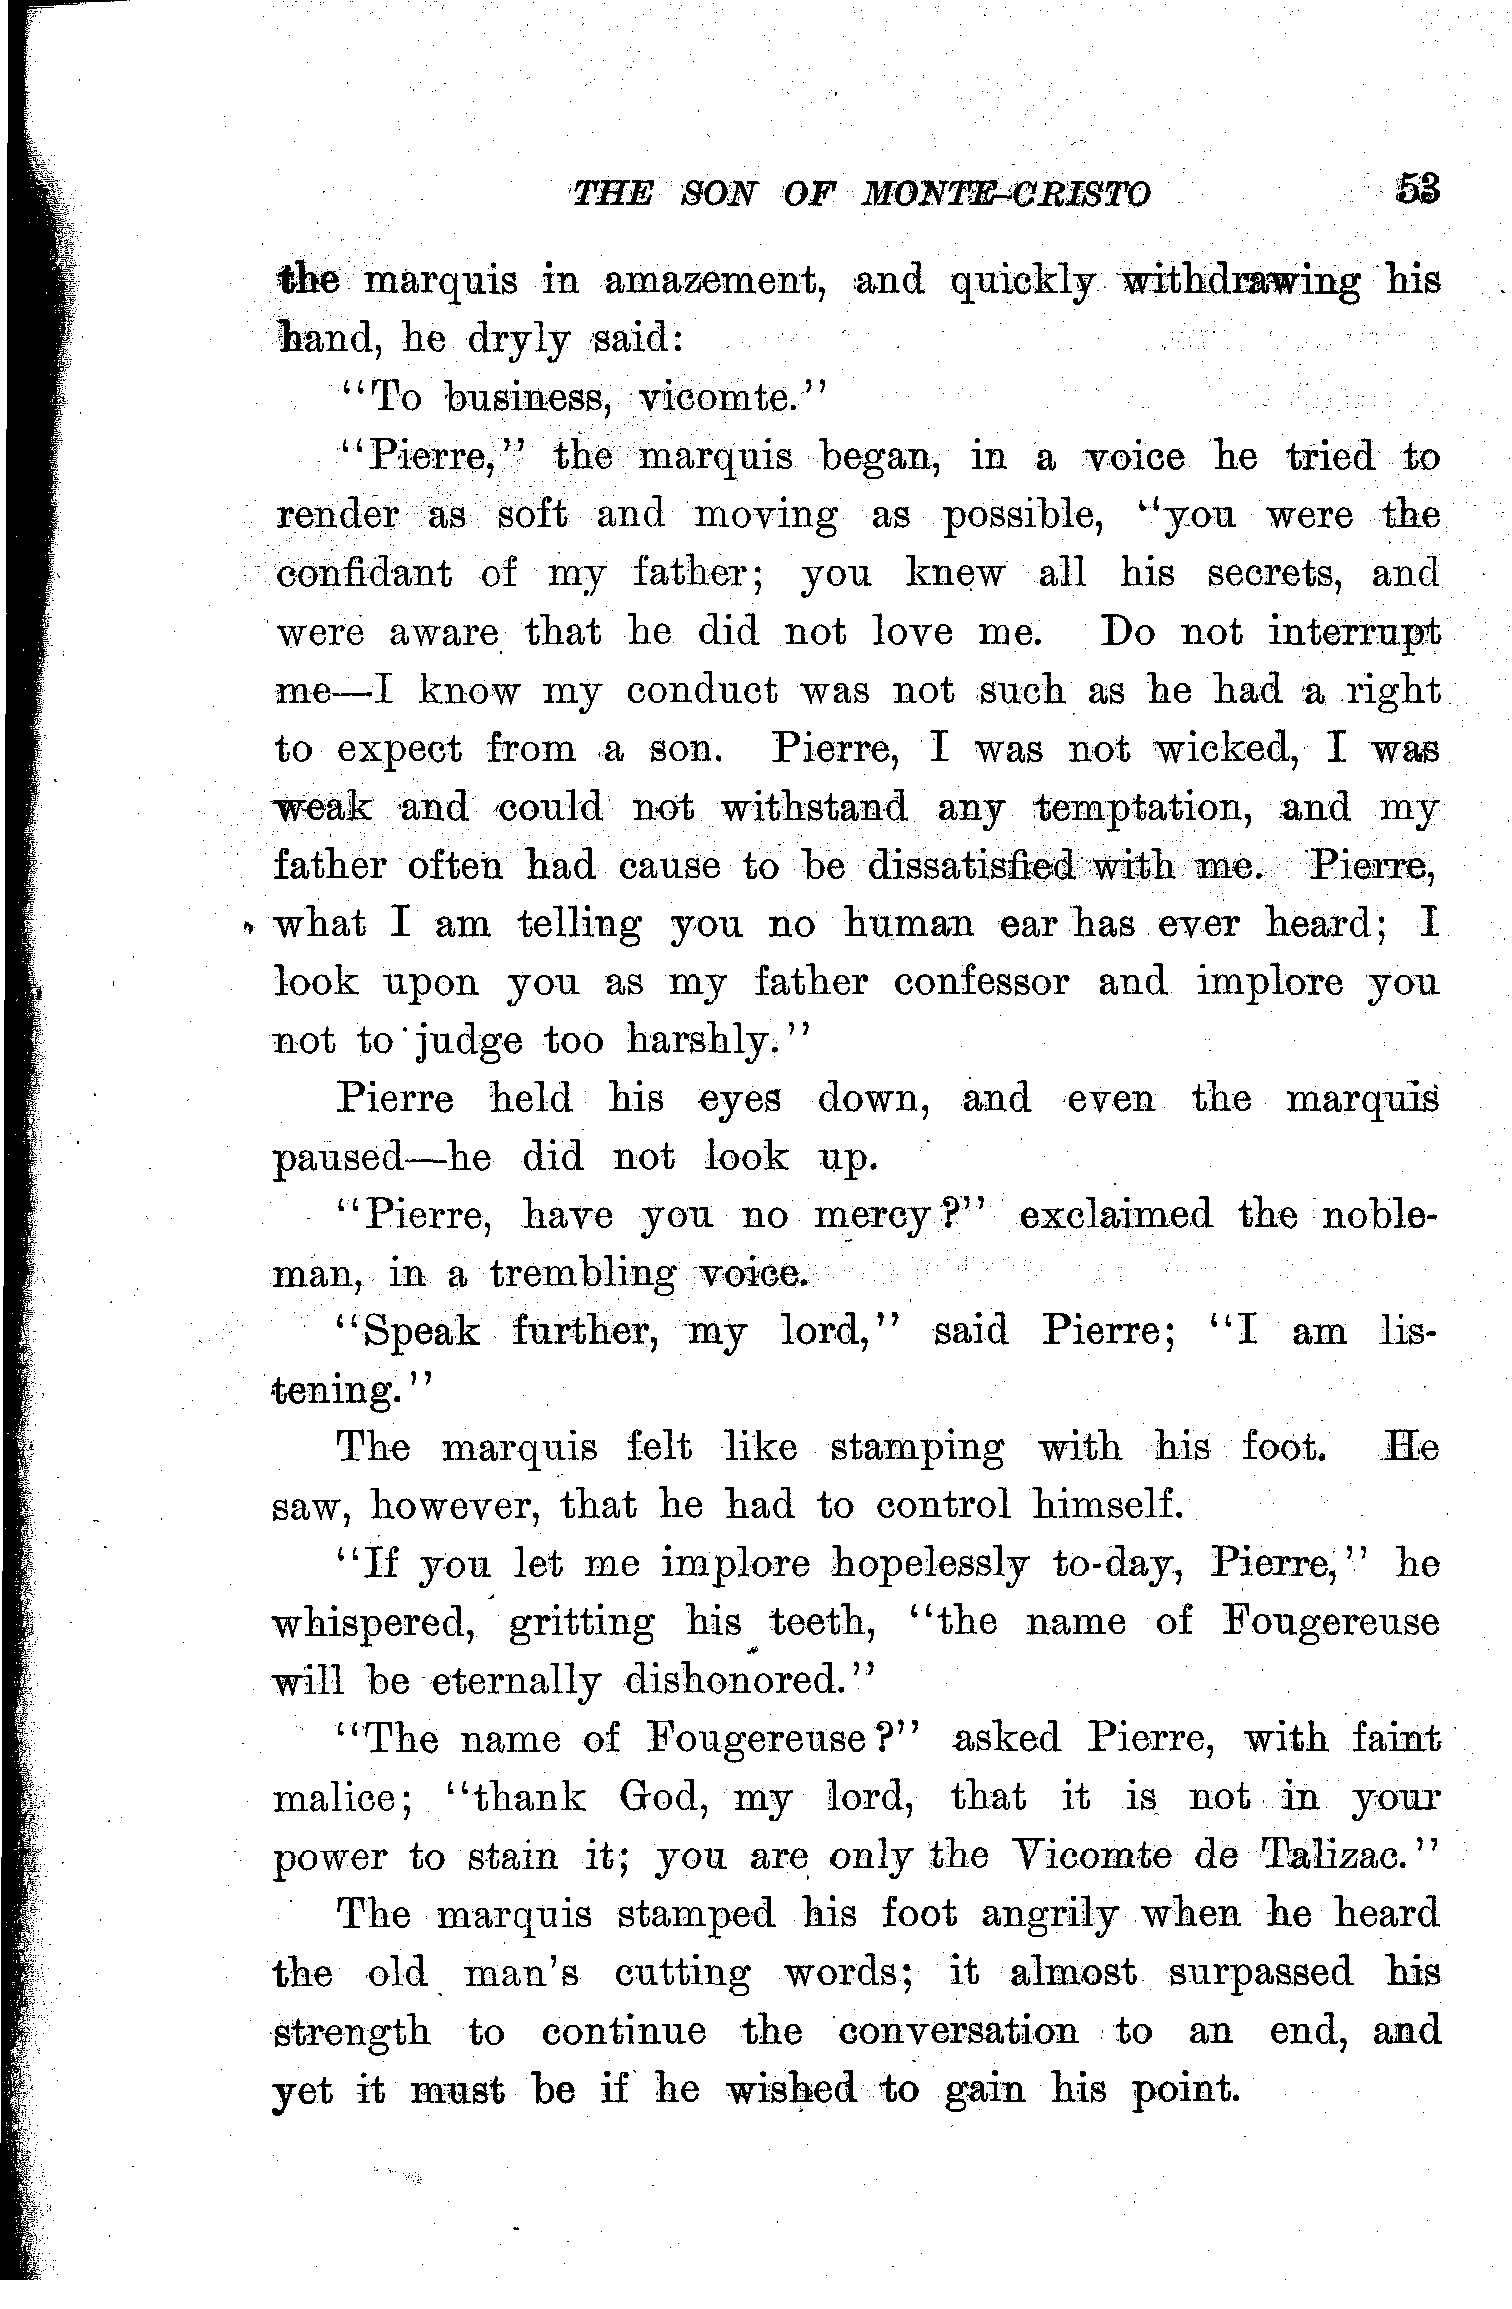 THE SON OF MONTE-CRISTO 53
the marquis in amazement, and quickly withdrawing his
hand, he dryly said:
"To business, vicomte."
"Pierre," the marquis began, in a voice he tried to
render as soft and moving as possible, "you were the
confidant of my father; you knew all his secrets, and
were aware that he did not love me. Do not interrupt
me—I know my conduct was not such as he had a right
to expect from a son. Pierre, I was not wicked, I was
weak and could not withstand any temptation, and my
father often had cause to be dissatisfied with me. Pierre,
what I am telling you no human ear has ever heard; I
look upon you as my father confessor and implore you
not to judge too harshly."
Pierre held his eyes down, and even the marquis
paused—he did not look up.
"Pierre, have you no mercy?" exclaimed the noble-
man, in a trembling voice.
"Speak further, my lord," said Pierre; "I am lis-
tening."
The marquis felt like stamping with his foot. He
saw, however, that he had to control himself.
"If you let me implore hopelessly to-day, Pierre," he
whispered, gritting his teeth, "the name of Fougereuse
will be eternally dishonored."
"The name of Fougereuse?" asked Pierre, with faint
malice; "thank God, my lord, that it is not in your
power to stain it; you are only the Vicomte de Talizac."
The marquis stamped his foot angrily when he heard
the old man's cutting words; it almost surpassed his
strength to continue the conversation to an end, and
yet it must be if he wished to gain his point.